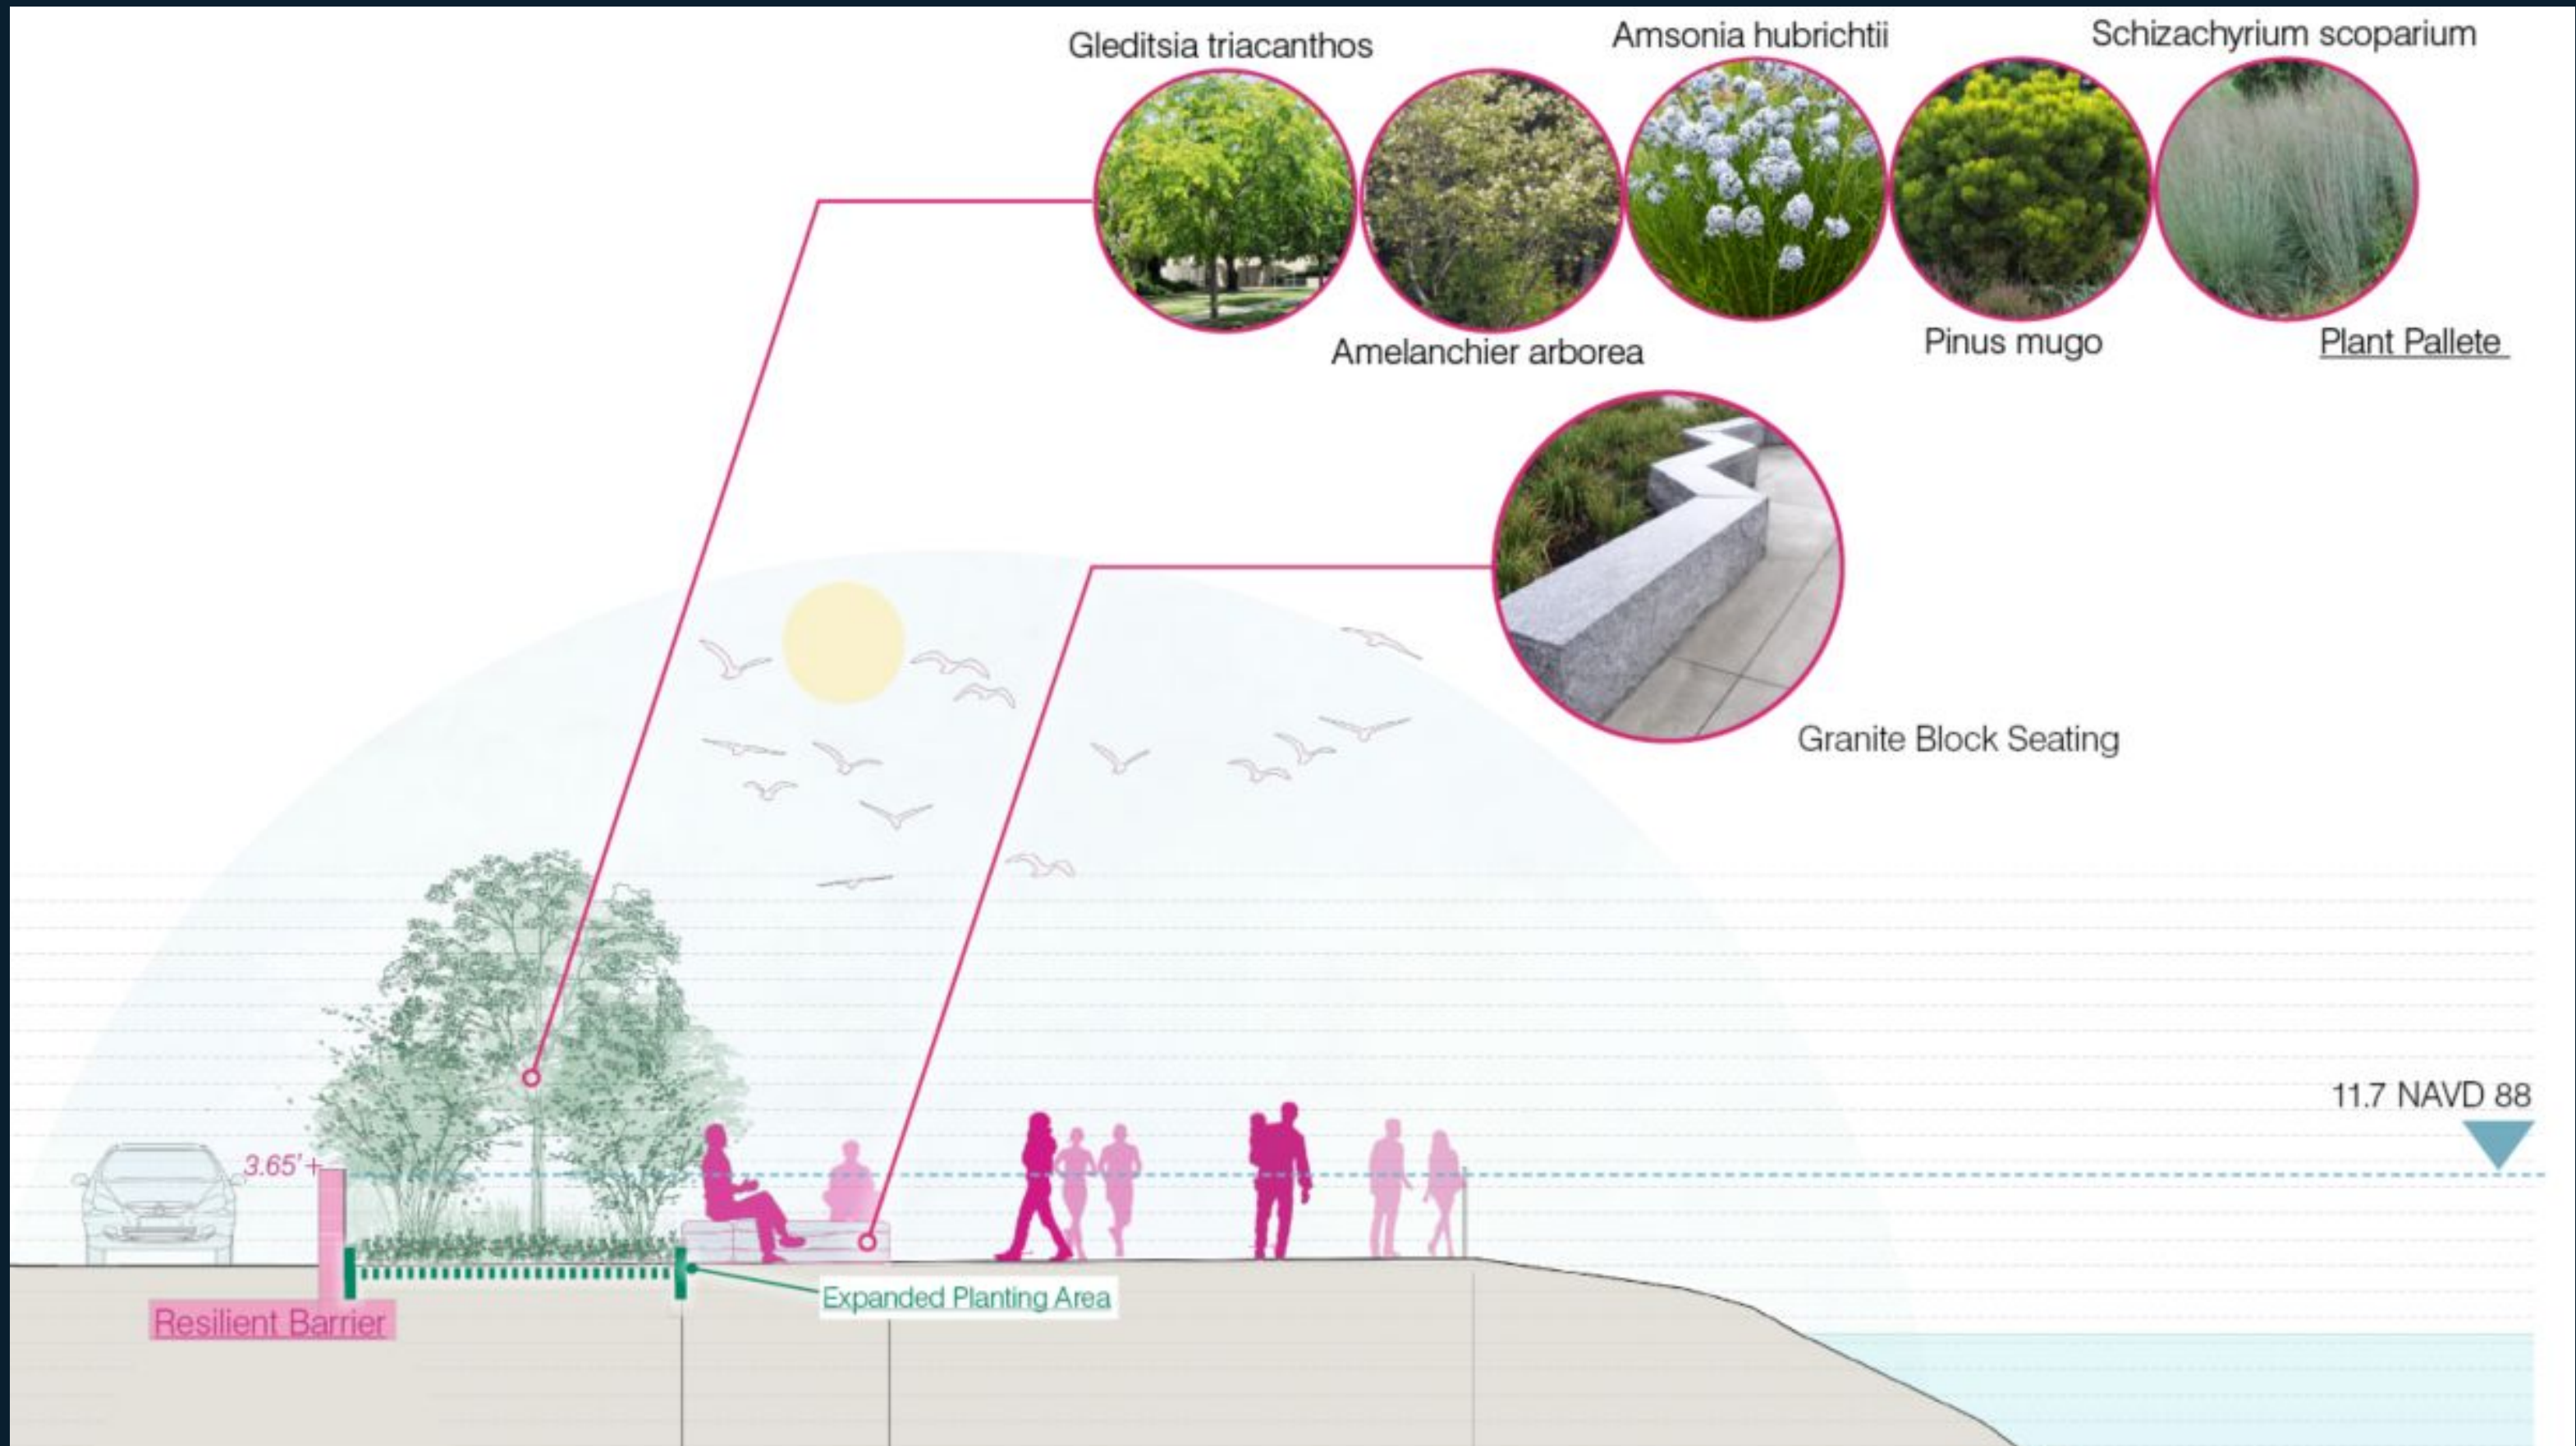 Gleditsia triacanthos
Amsonia hubrichtii
Schizachyrium scoparium
Amelanchier arborea
Pinus mugo
Plant Pallete
Granite Block Seating
11.7 NAVD 88
3.65'+
Expanded Planting Area
Resilient Barrier